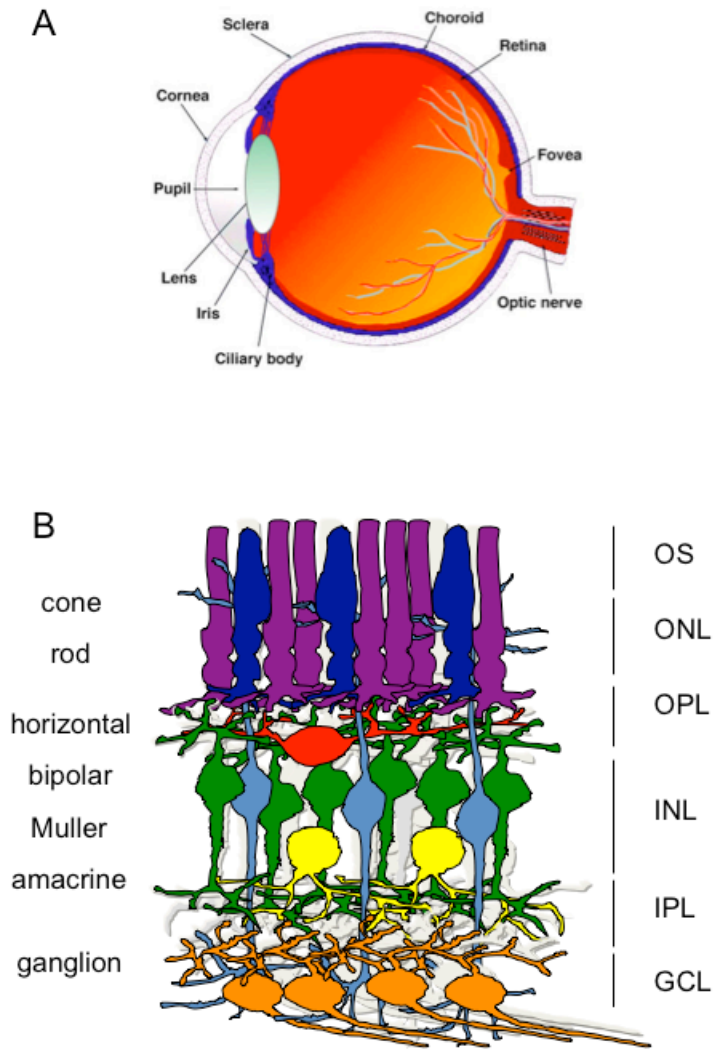 A
Sclera
Choroid
Retina
Cornea
Fovea
Pupil
Lens
Iris
Optic nerve
Ciliary body
B
OS
cone
ONL
rod
OPL
horizontal
bipolar
INL
Muller
amacrine
IPL
ganglion
GCL